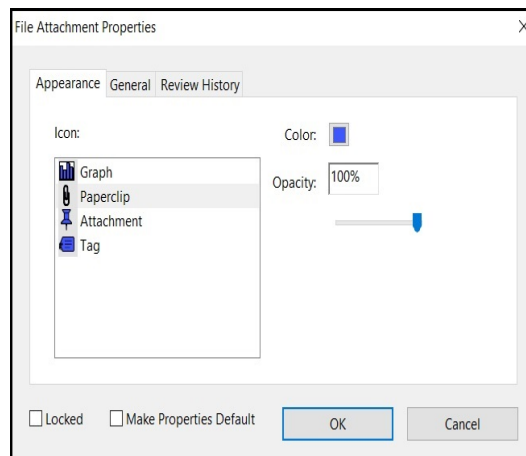 File Attachment Properties
Appearance General Review History
Icon:
Color:
Graph
Paperclip
Opacity: 100%
Attachment
Tag
Locked
Make Properties Default
OK
Cancel